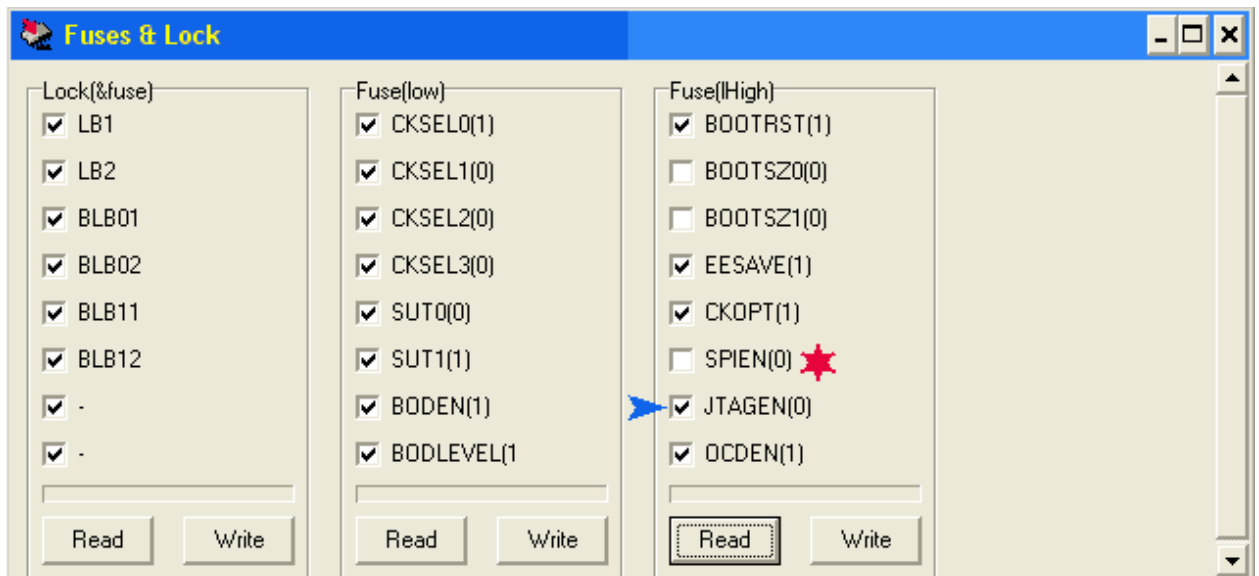 Fuses & Lock
Lock(&fuse)
LB1
LB2
BLB01
BLB02
BLB11
BLB12
-
-
Read Write
Fuse(low)
CKSEL0(1)
CKSEL1(0)
CKSEL2(0)
CKSEL3(0)
SUT0(0)
SUT1(1)
BODEN(1)
BODLEVEL(1
Read Write
Fuse(lHigh)
BOOTRST(1)
BOOTSZ0(0)
BOOTSZ1(0)
EESAVE(1)
CKOPT(1)
SPIEN(0)
JTAGEN(0)
OCDEN(1)
Read Write